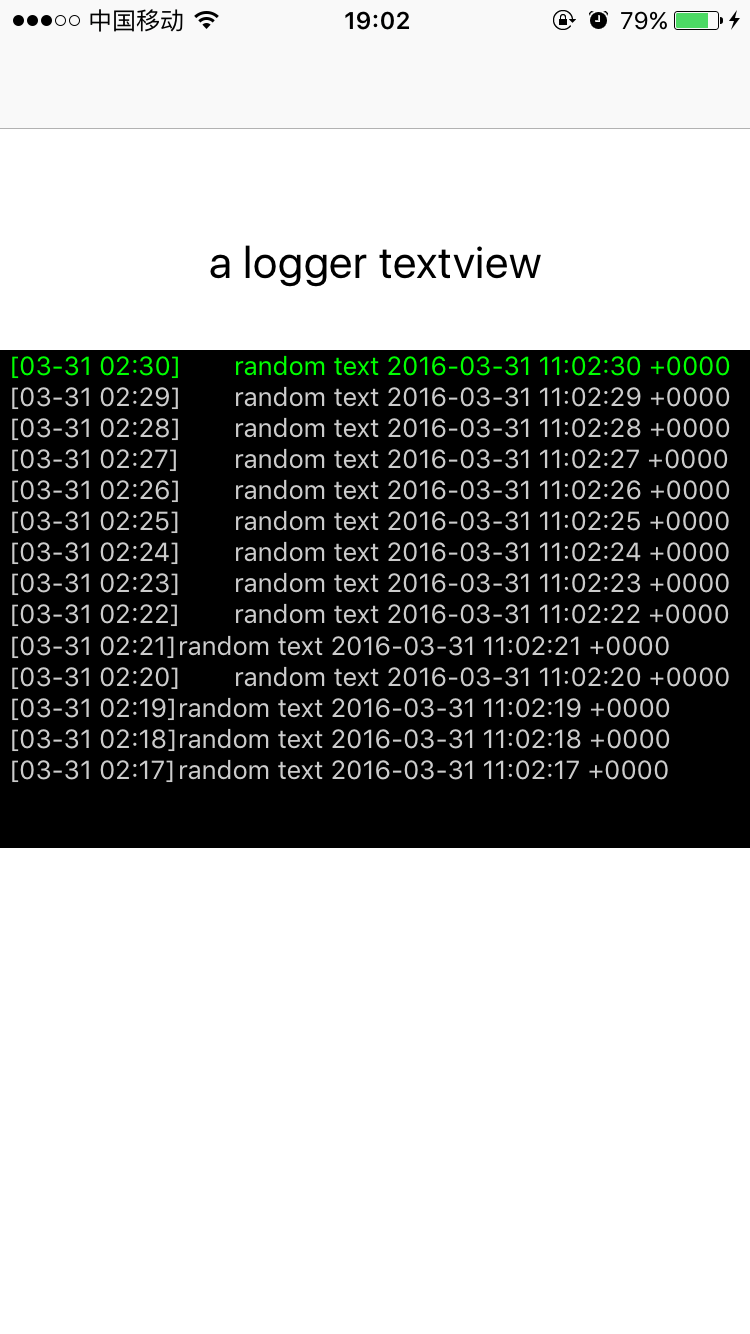 中国移动 19:02 79%
a logger textview
[03-31 02:30] random text 2016-03-31 11:02:30 +0000
[03-31 02:29] random text 2016-03-31 11:02:29 +0000
[03-31 02:28] random text 2016-03-31 11:02:28 +0000
[03-31 02:27] random text 2016-03-31 11:02:27 +0000
[03-31 02:26] random text 2016-03-31 11:02:26 +0000
[03-31 02:25] random text 2016-03-31 11:02:25 +0000
[03-31 02:24] random text 2016-03-31 11:02:24 +0000
[03-31 02:23] random text 2016-03-31 11:02:23 +0000
[03-31 02:22] random text 2016-03-31 11:02:22 +0000
[03-31 02:21]random text 2016-03-31 11:02:21 +0000
[03-31 02:20] random text 2016-03-31 11:02:20 +0000
[03-31 02:19]random text 2016-03-31 11:02:19 +0000
[03-31 02:18]random text 2016-03-31 11:02:18 +0000
[03-31 02:17]random text 2016-03-31 11:02:17 +0000